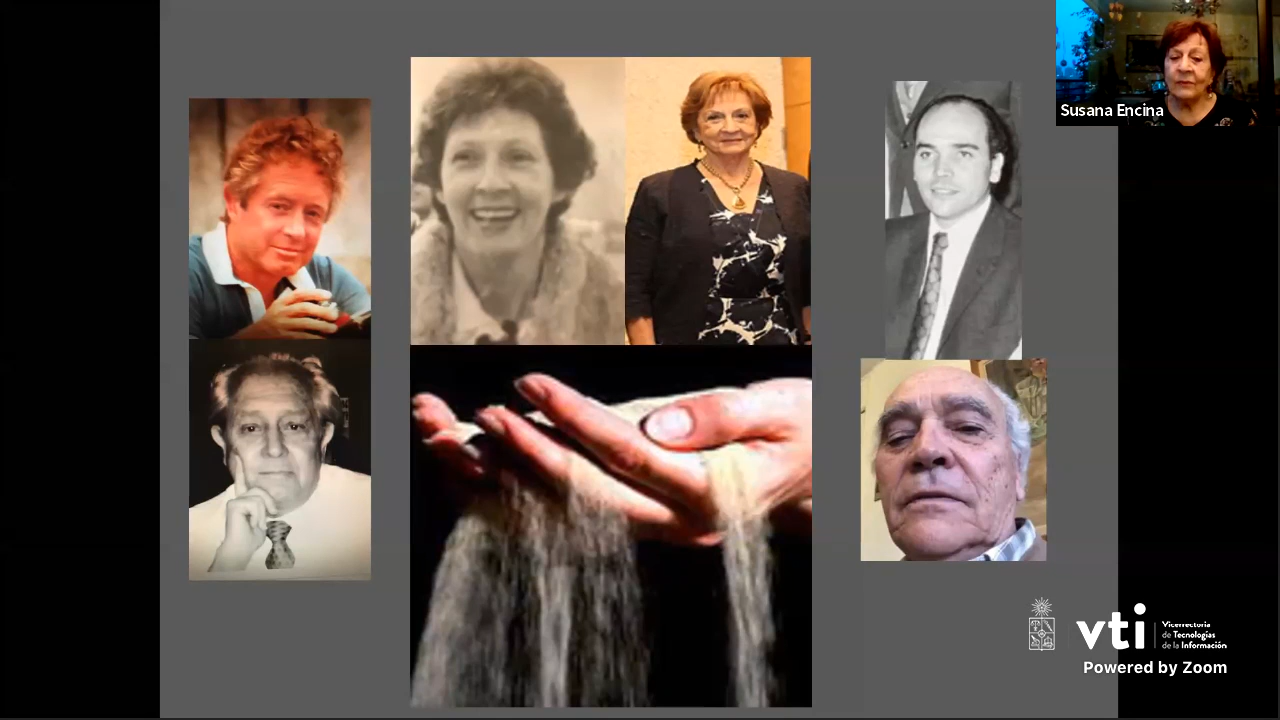 Susana Encina
vti
Vicerrectoría
de Tecnologías
de la Información
Powered by Zoom